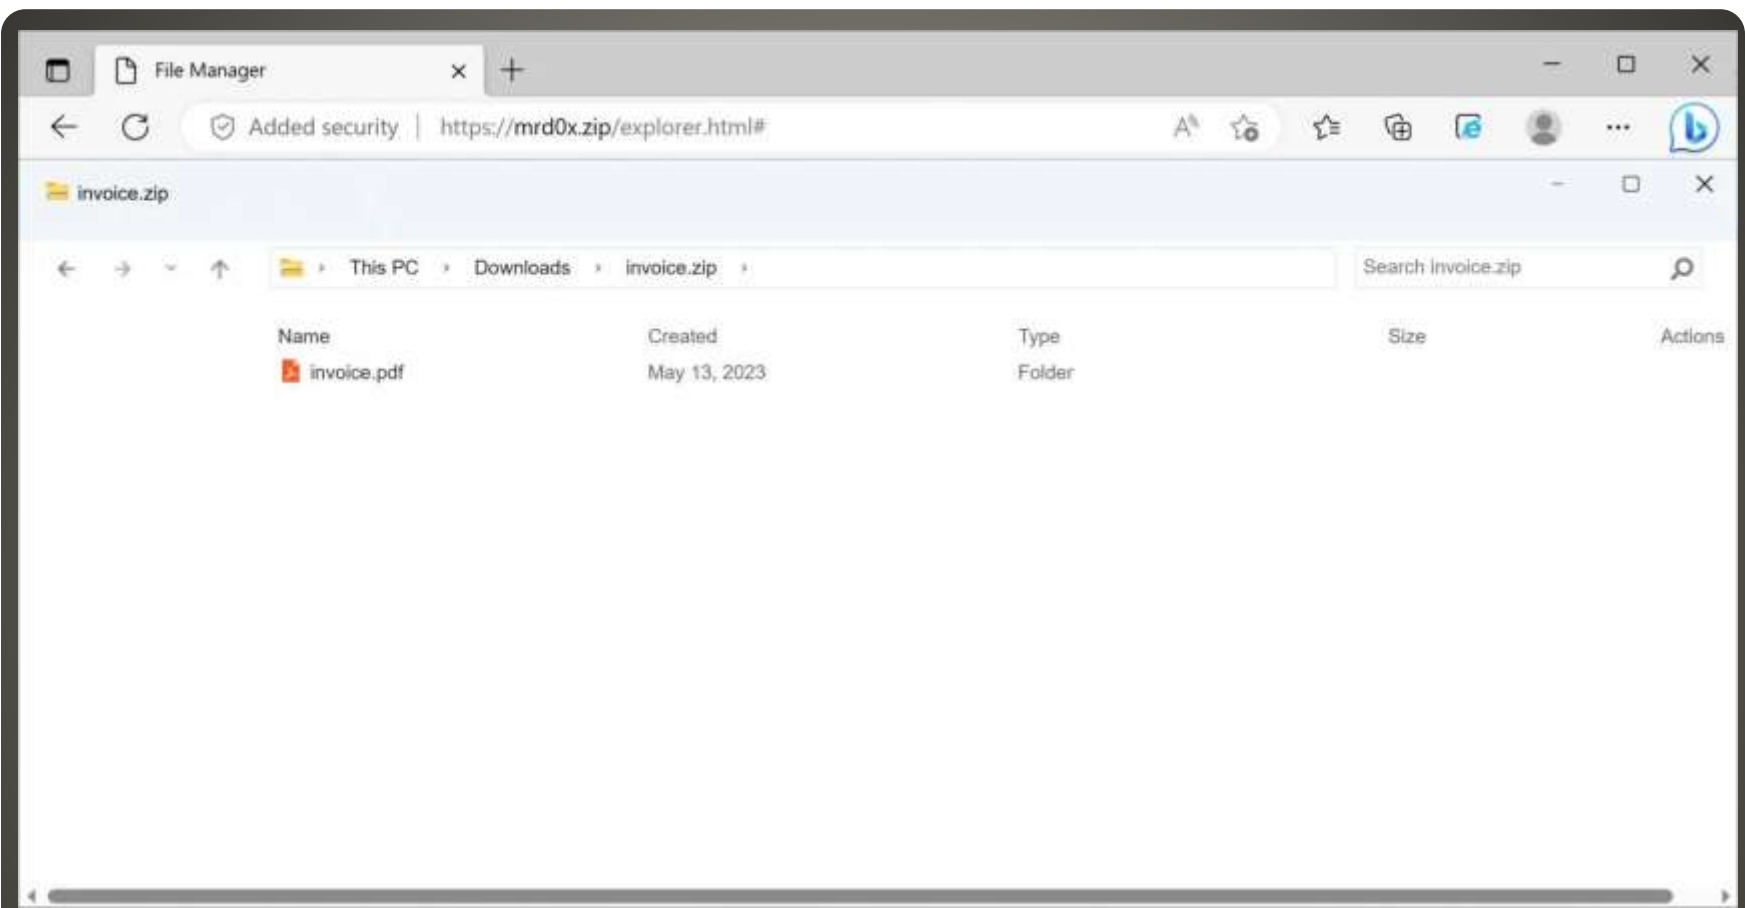 File Manager
Added security https://mrd0x.zip/explorer.html#
invoice.zip
This PC Downloads invoice.zip Search invoice.zip
Name Created Type Size Actions
invoice.pdf May 13, 2023 Folder